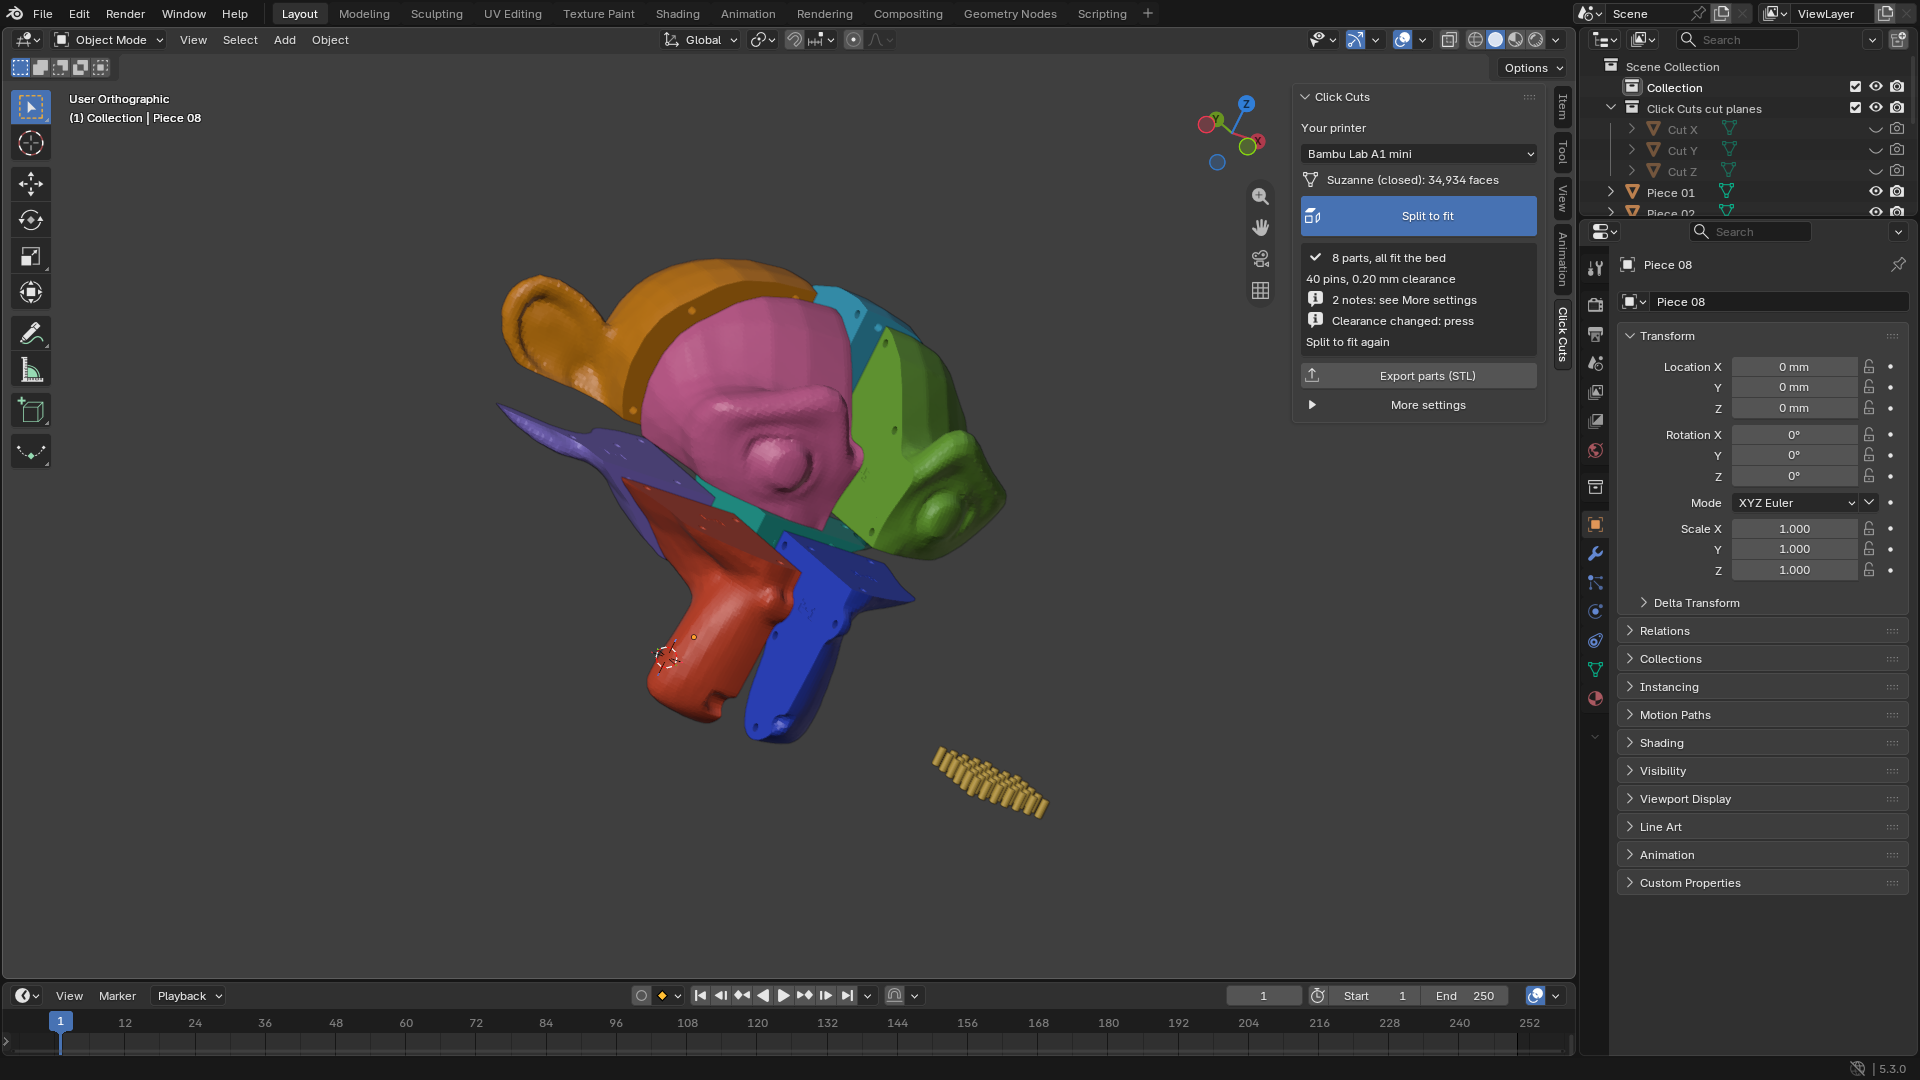 File Edit Render Window Help Layout Modeling Sculpting UV Editing Texture Paint Shading Animation Rendering Compositing Geometry Nodes Scripting + Scene ViewLayer
Object Mode View Select Add Object Global Search
Options
User Orthographic
(1) Collection | Piece 08
Z
Y
X
Click Cuts
Your printer
Bambu Lab A1 mini
Suzanne (closed): 34,934 faces
Split to fit
8 parts, all fit the bed
40 pins, 0.20 mm clearance
2 notes: see More settings
Clearance changed: press
Split to fit again
Export parts (STL)
More settings
Item
Tool
View
Animation
Click Cuts
Scene Collection
Collection
Click Cuts cut planes
Cut X
Cut Y
Cut Z
Piece 01
Piece 02
Search
Piece 08
Piece 08
Transform
Location X 0 mm
Y 0 mm
Z 0 mm
Rotation X 0°
Y 0°
Z 0°
Mode XYZ Euler
Scale X 1.000
Y 1.000
Z 1.000
Delta Transform
Relations
Collections
Instancing
Motion Paths
Shading
Visibility
Viewport Display
Line Art
Animation
Custom Properties
View Marker Playback 1 Start 1 End 250
1 12 24 36 48 60 72 84 96 108 120 132 144 156 168 180 192 204 216 228 240 252
5.3.0